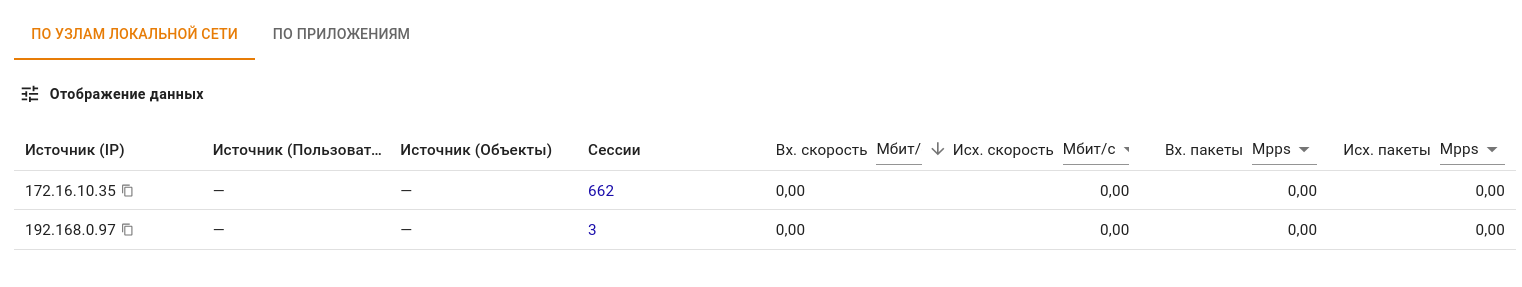 ПО УЗЛАМ ЛОКАЛЬНОЙ СЕТИ ПО ПРИЛОЖЕНИЯМ
Отображение данных
Источник (IP) Источник (Пользоват... Источник (Объекты) Сессии Вх. скорость Мбит/ Исх. скорость Мбит/с Вх. пакеты Mpps Исх. пакеты Mpps
172.16.10.35 — — 662 0,00 0,00 0,00 0,00
192.168.0.97 — — 3 0,00 0,00 0,00 0,00